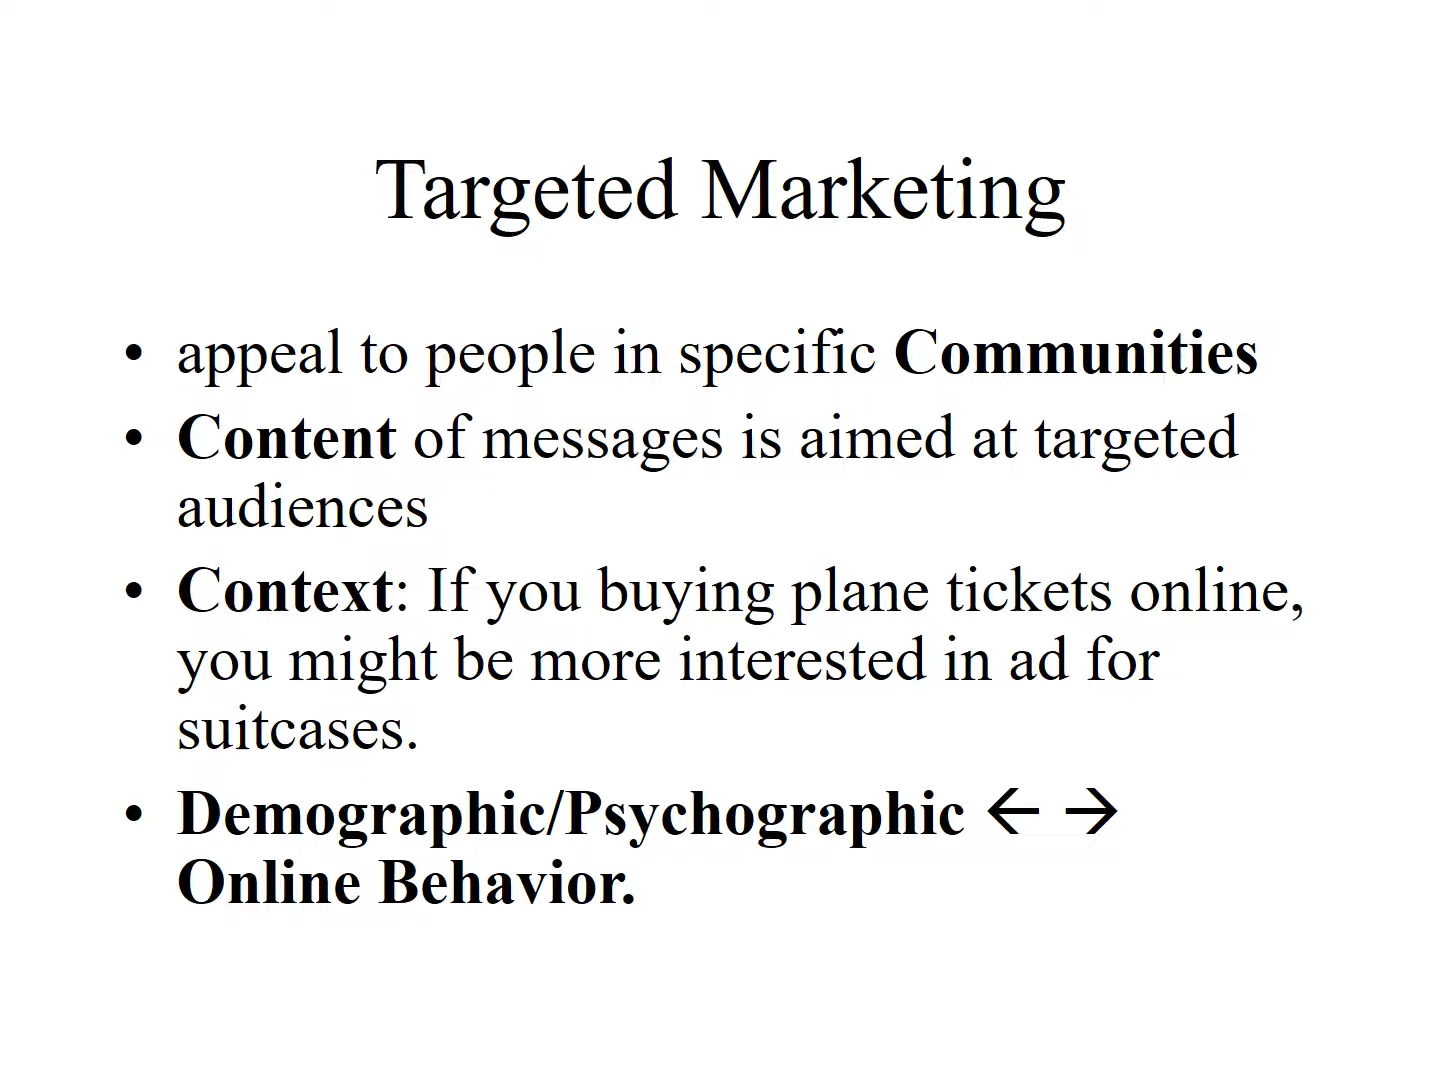 Targeted Marketing
• appeal to people in specific Communities
• Content of messages is aimed at targeted
audiences
• Context: If you buying plane tickets online,
you might be more interested in ad for
suitcases.
• Demographic/Psychographic ← →
Online Behavior.